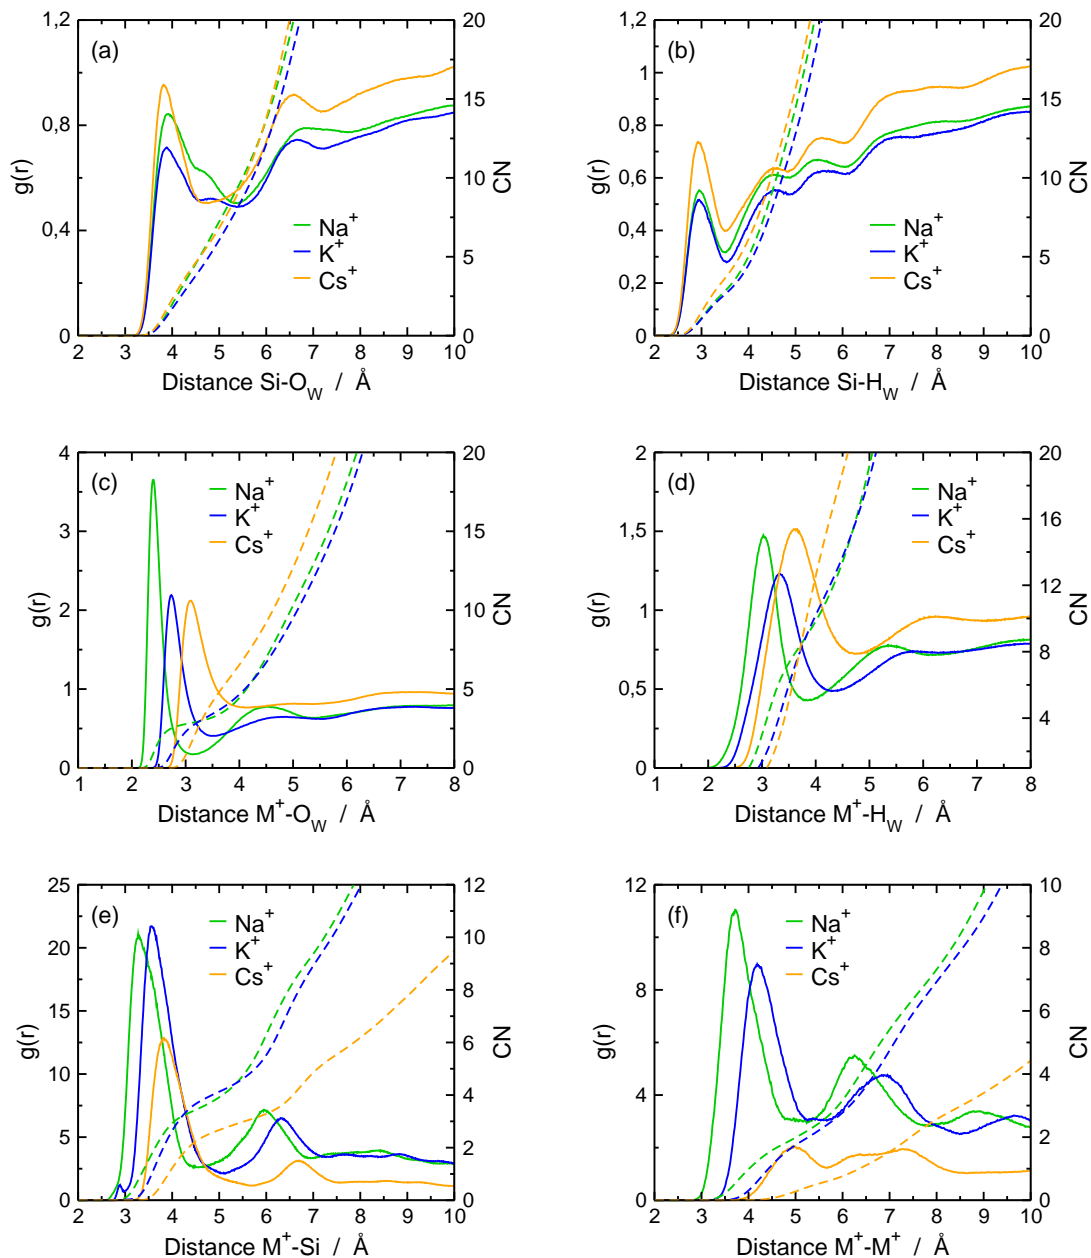 (a)
1,2
1
0,8
0,6
0,4
0,2
0
g(r)
20
15
10
5
0
CN
Na+
K+
Cs+
2 3 4 5 6 7 8 9 10
Distance Si-OW / Å
(b)
1,2
1
0,8
0,6
0,4
0,2
0
g(r)
20
15
10
5
0
CN
Na+
K+
Cs+
2 3 4 5 6 7 8 9 10
Distance Si-HW / Å
(c)
4
3
2
1
0
g(r)
20
15
10
5
0
CN
Na+
K+
Cs+
1 2 3 4 5 6 7 8
Distance M+-OW / Å
(d)
2
1,5
1
0,5
0
g(r)
20
16
12
8
4
CN
Na+
K+
Cs+
1 2 3 4 5 6 7 8
Distance M+-HW / Å
(e)
25
20
15
10
5
0
g(r)
12
10
8
6
4
2
0
CN
Na+
K+
Cs+
2 3 4 5 6 7 8 9 10
Distance M+-Si / Å
(f)
12
8
4
0
g(r)
10
8
6
4
2
0
CN
Na+
K+
Cs+
2 3 4 5 6 7 8 9 10
Distance M+-M+ / Å